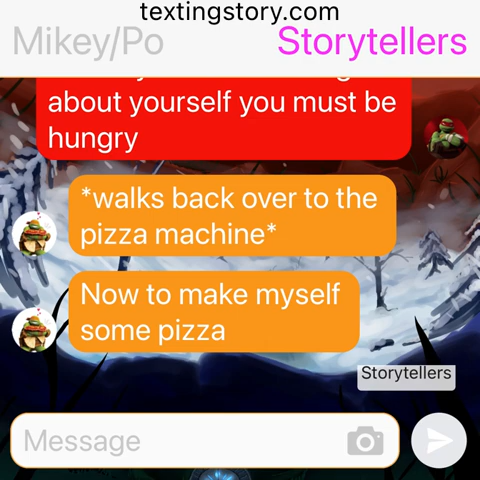 textingstory.com
Mikey/Po
Storytellers
about yourself you must be
hungry
*walks back over to the
pizza machine*
Now to make myself
some pizza
Storytellers
Message